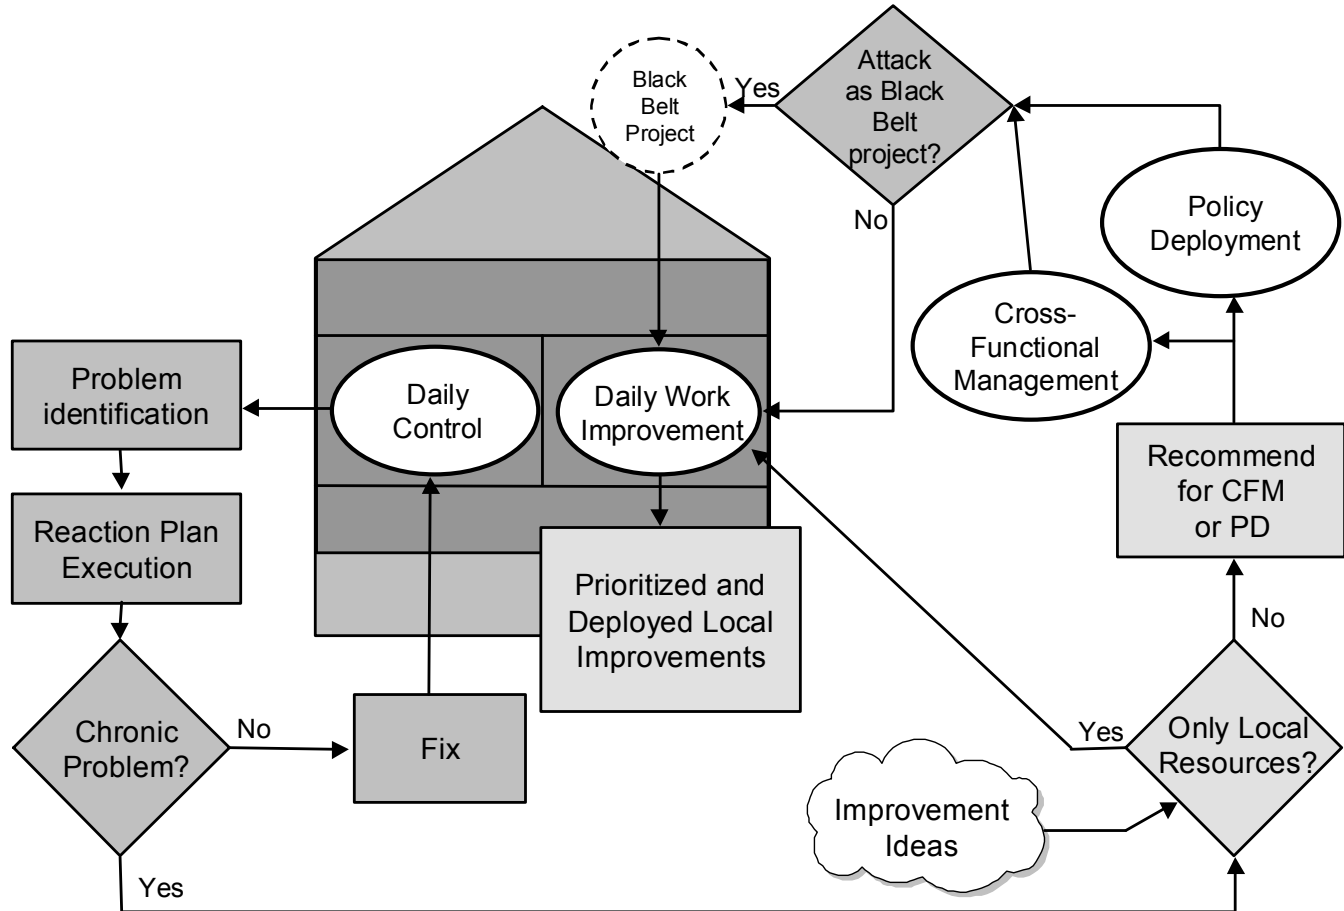 Attack
as Black
Belt
project?
Yes
Black
Belt
Project
No
Policy
Deployment
Cross-
Functional
Management
Problem
identification
Daily
Control
Daily Work
Improvement
Recommend
for CFM
or PD
Reaction Plan
Execution
Prioritized and
Deployed Local
Improvements
No
Chronic
Problem?
No
Fix
Yes
Only Local
Resources?
Improvement
Ideas
Yes